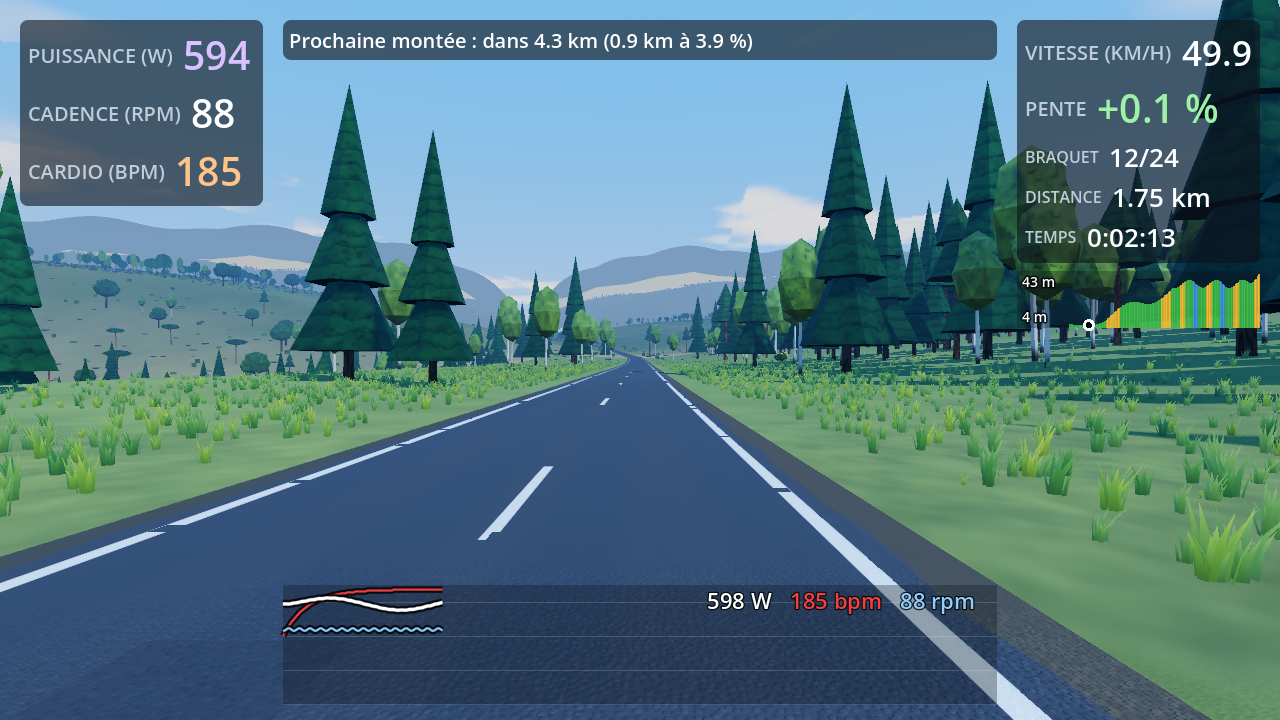 PUISSANCE (W) 594
CADENCE (RPM) 88
CARDIO (BPM) 185
Prochaine montée : dans 4.3 km (0.9 km à 3.9 %)
VITESSE (KM/H) 49.9
PENTE +0.1 %
BRAQUET 12/24
DISTANCE 1.75 km
TEMPS 0:02:13
43 m
4 m
598 W 185 bpm 88 rpm